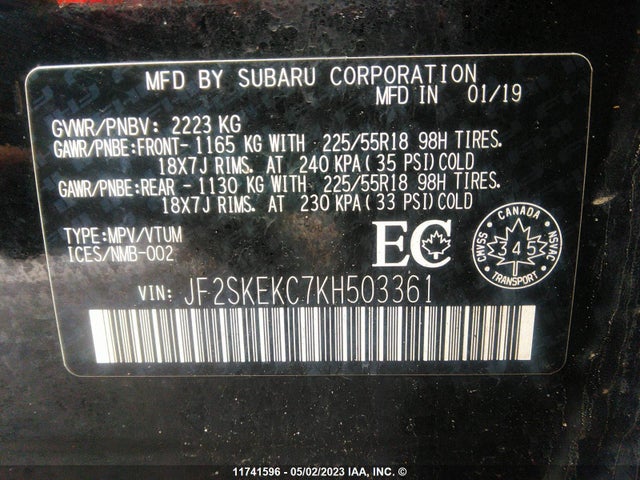 MFD BY SUBARU CORPORATION
MFD IN 01/19
GVWR/PNBV: 2223 KG
GAWR/PNBE:FRONT- 1165 KG WITH 225/55R18 98H TIRES.
18X7J RIMS. AT 240 KPA( 35 PSI) COLD
GAWR/PNBE:REAR - 1130 KG WITH 225/55R18 98H TIRES.
18X7J RIMS. AT 230 KPA( 33 PSI) COLD
TYPE:MPV/VTUM
ICES/NMB-002
EC
CANADA
CMVSS 345 NSVAC
TRANSPORT
VIN: JF2SKEKC7KH503361
11741596 - 05/02/2023 IAA, INC. ©